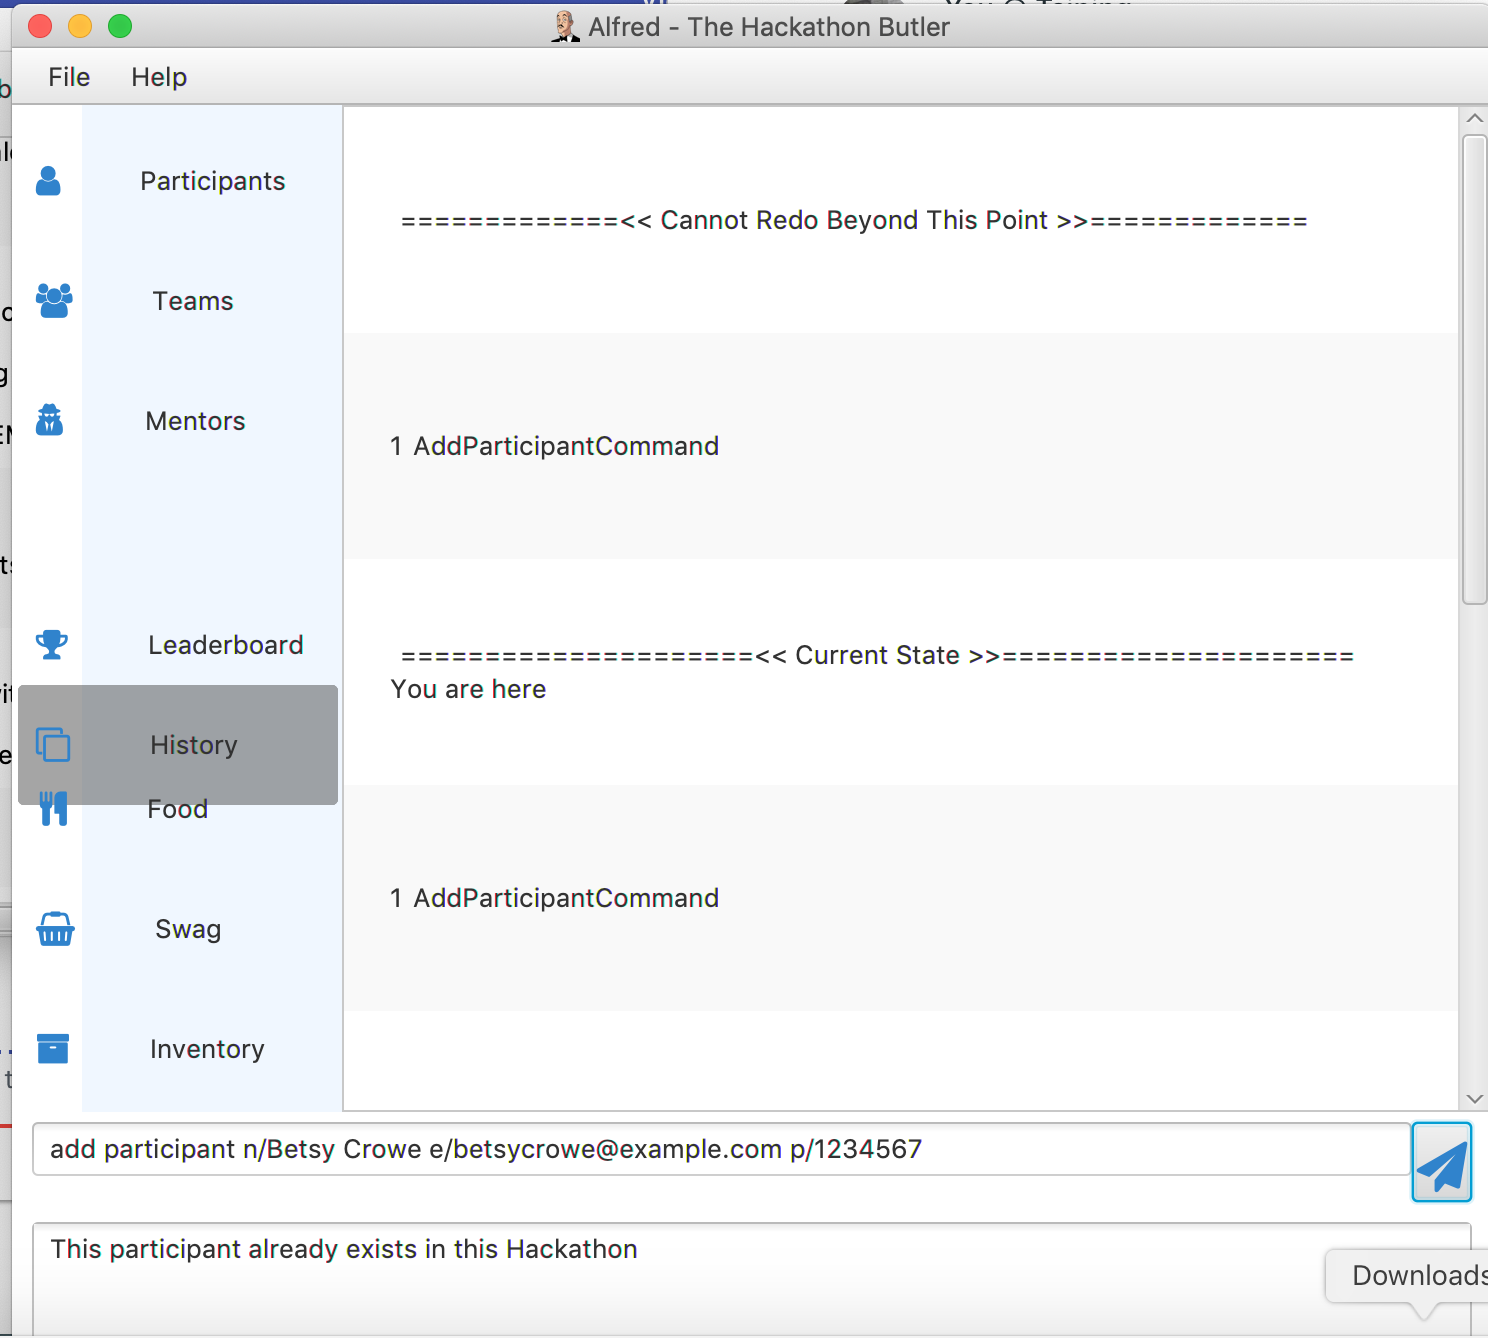 Alfred - The Hackathon Butler
File Help
Participants
=============<< Cannot Redo Beyond This Point >>=============
Teams
Mentors
1 AddParticipantCommand
Leaderboard
=====================<< Current State >>=====================
You are here
History
Food
1 AddParticipantCommand
Swag
Inventory
add participant n/Betsy Crowe e/betsycrowe@example.com p/1234567
This participant already exists in this Hackathon
Downloads